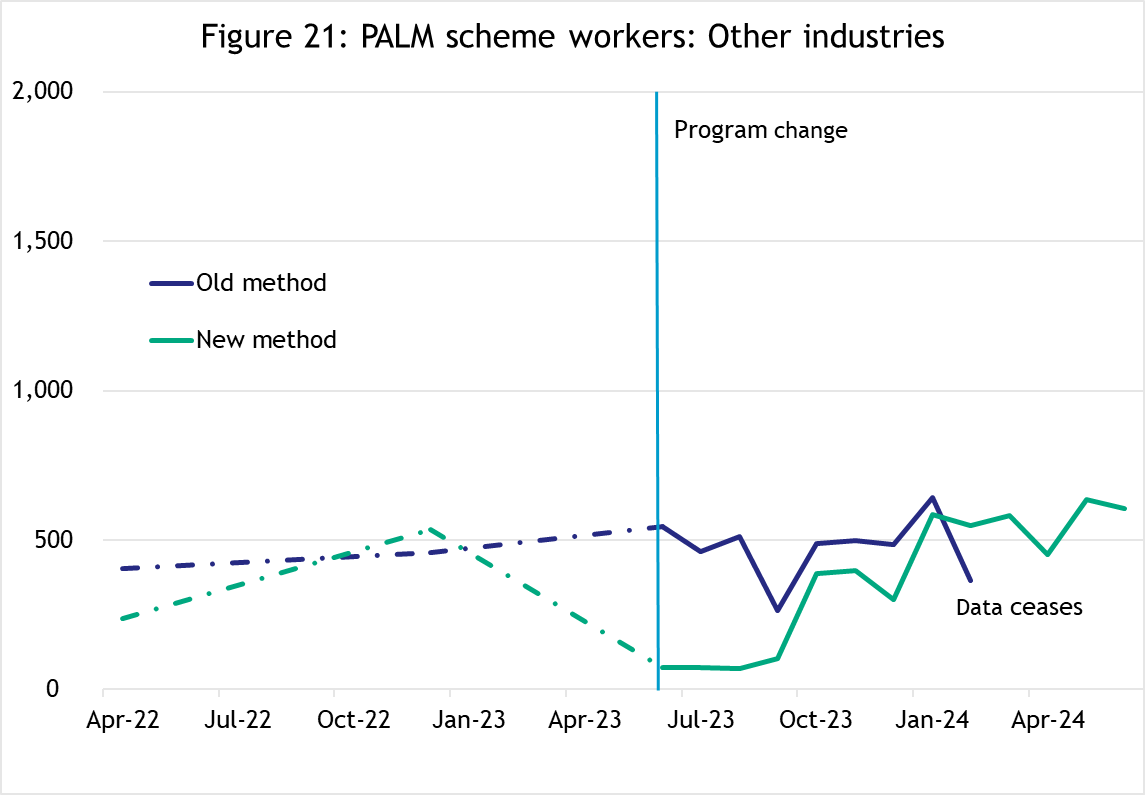 Figure 21: PALM scheme workers: Other industries
2,000
Program change
1,500
Old method
New method
1,000
500
Data ceases
0
Apr-22 Jul-22 Oct-22 Jan-23 Apr-23 Jul-23 Oct-23 Jan-24 Apr-24